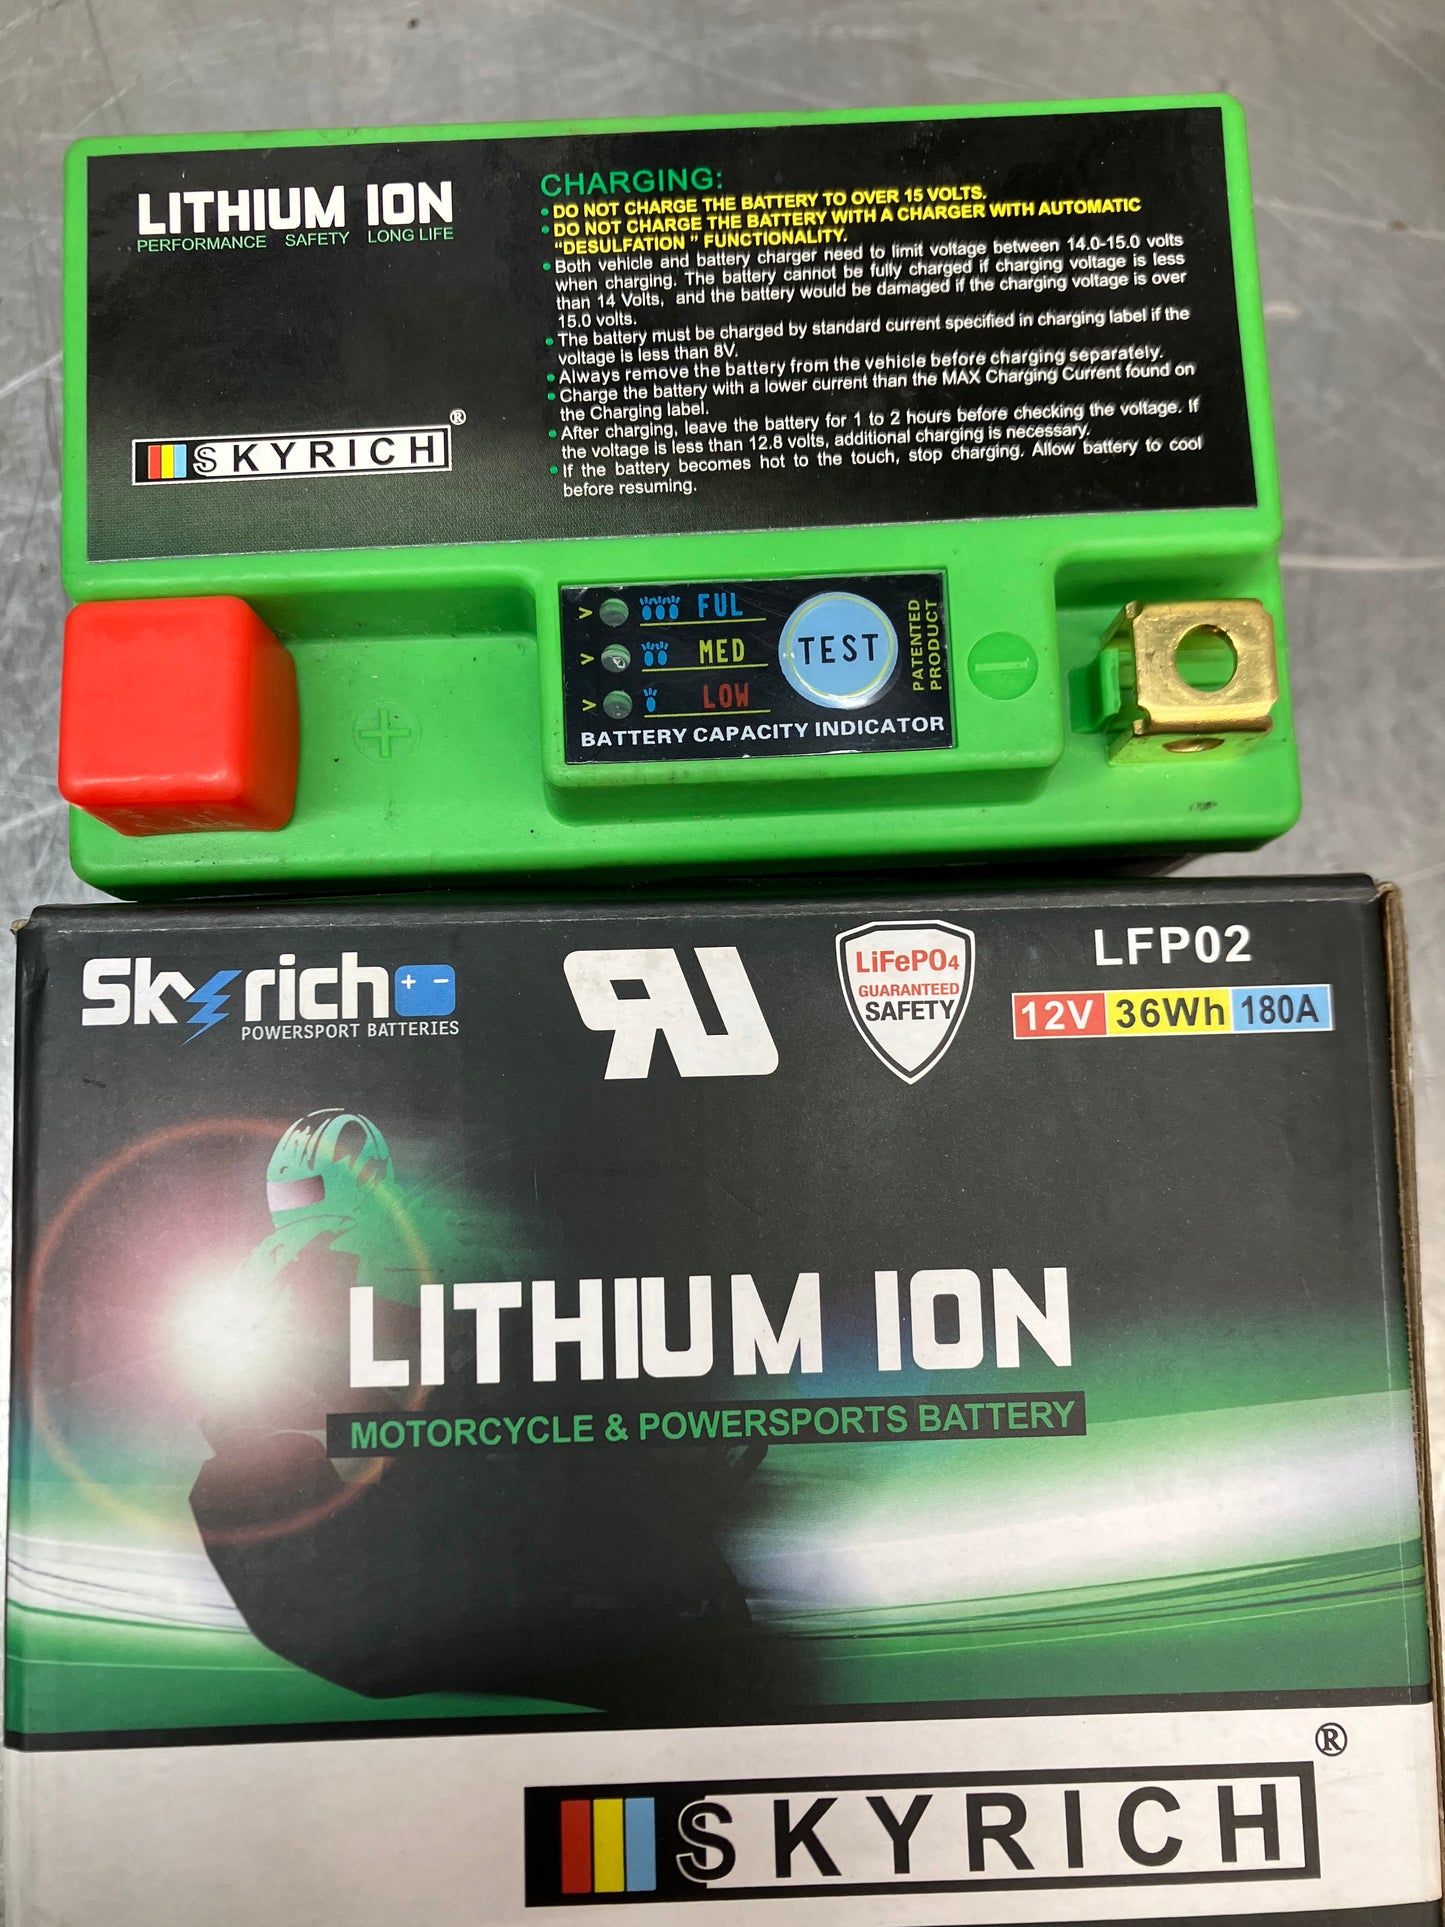 LITHIUM ION
PERFORMANCE SAFETY LONG LIFE
SKYRICH®
CHARGING:
• DO NOT CHARGE THE BATTERY TO OVER 15 VOLTS.
• DO NOT CHARGE THE BATTERY WITH A CHARGER WITH AUTOMATIC
“DESULFATION” FUNCTIONALITY.
• Both vehicle and battery charger need to limit voltage between 14.0-15.0 volts
when charging. The battery cannot be fully charged if charging voltage is less
than 14 Volts, and the battery would be damaged if the charging voltage is over
15.0 volts.
• The battery must be charged by standard current specified in charging label if the
voltage is less than 8V.
• Always remove the battery from the vehicle before charging separately.
• Charge the battery with a lower current than the MAX Charging Current found on
the Charging label.
• After charging, leave the battery for 1 to 2 hours before checking the voltage. If
the voltage is less than 12.8 volts, additional charging is necessary.
• If the battery becomes hot to the touch, stop charging. Allow battery to cool
before resuming.
+
> FUL
> MED
> LOW
TEST
PATENTED
PRODUCT
BATTERY CAPACITY INDICATOR
−
Skyrich + −
POWERSPORT BATTERIES
RU
LiFePO4
GUARANTEED
SAFETY
LFP02
12V 36Wh 180A
LITHIUM ION
MOTORCYCLE & POWERSPORTS BATTERY
SKYRICH®